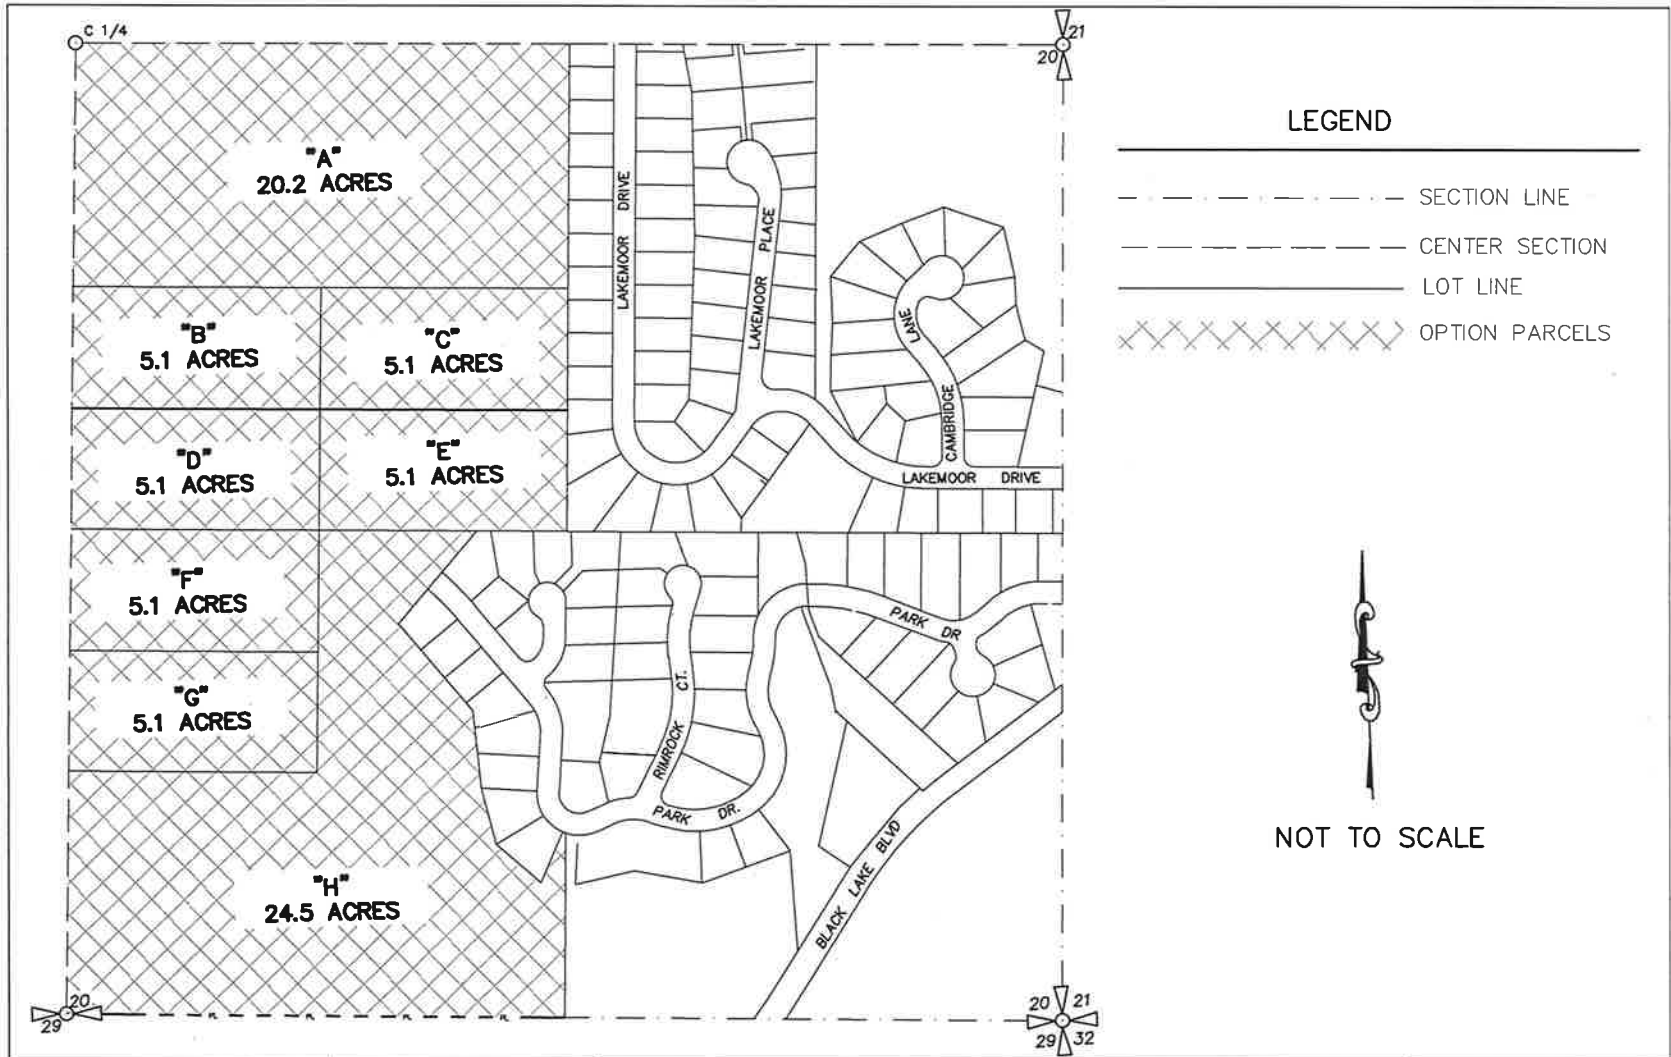 C 1/4
21
20
LEGEND
SECTION LINE
CENTER SECTION
LOT LINE
OPTION PARCELS
"A"
20.2 ACRES
"B"
5.1 ACRES
"C"
5.1 ACRES
"D"
5.1 ACRES
"E"
5.1 ACRES
"F"
5.1 ACRES
"G"
5.1 ACRES
"H"
24.5 ACRES
LAKEMOOR DRIVE
LAKEMOOR PLACE
CAMBRIDGE LANE
LAKEMOOR DRIVE
PARK DR
RIMROCK CT.
PARK DR.
BLACK LAKE BLVD
NOT TO SCALE
20
29
20 21
29 32